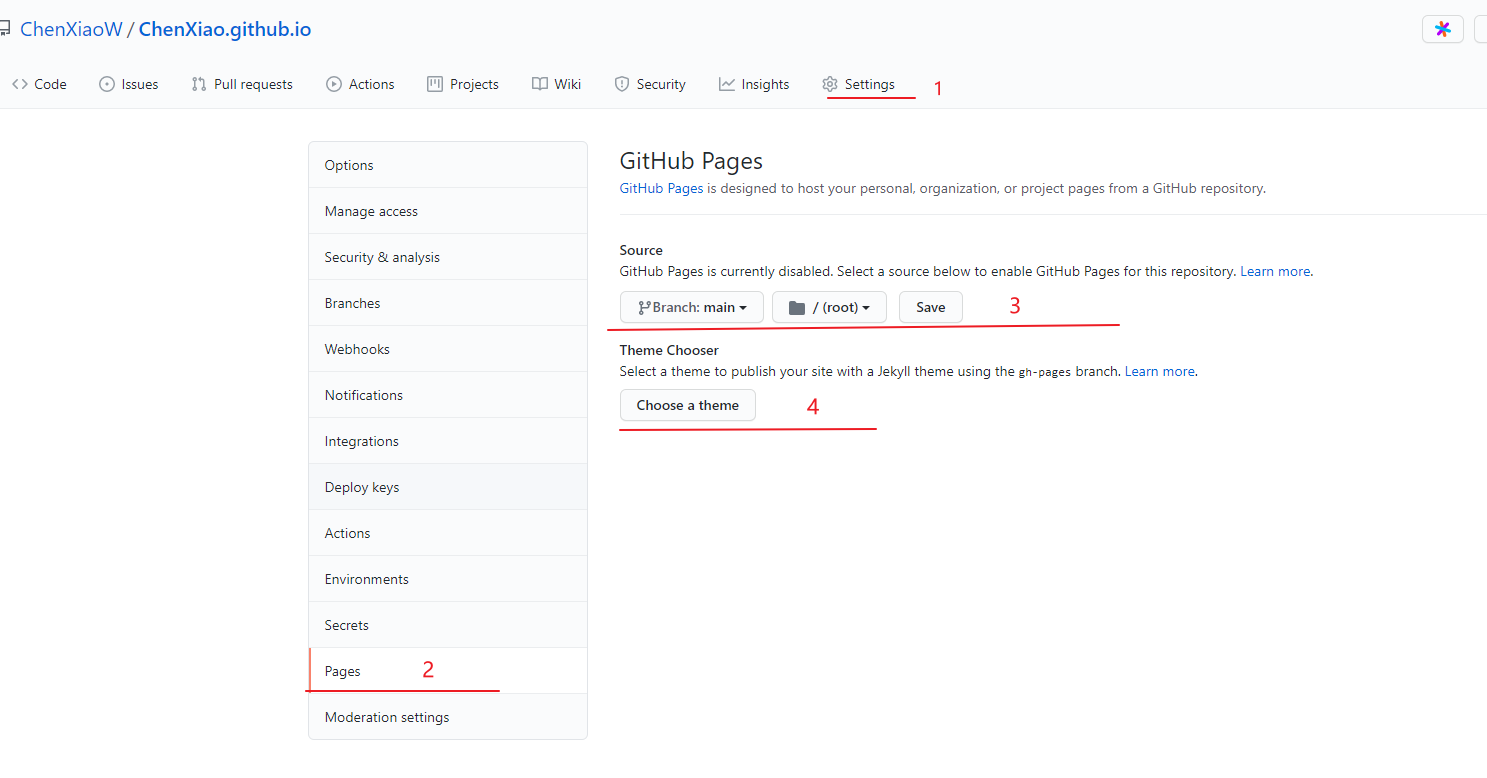 ChenXiaoW / ChenXiao.github.io
Code Issues Pull requests Actions Projects Wiki Security Insights Settings 1
Options
Manage access
Security & analysis
Branches
Webhooks
Notifications
Integrations
Deploy keys
Actions
Environments
Secrets
Pages 2
Moderation settings
GitHub Pages
GitHub Pages is designed to host your personal, organization, or project pages from a GitHub repository.
Source
GitHub Pages is currently disabled. Select a source below to enable GitHub Pages for this repository. Learn more.
Branch: main / (root) Save 3
Theme Chooser
Select a theme to publish your site with a Jekyll theme using the gh-pages branch. Learn more.
Choose a theme 4